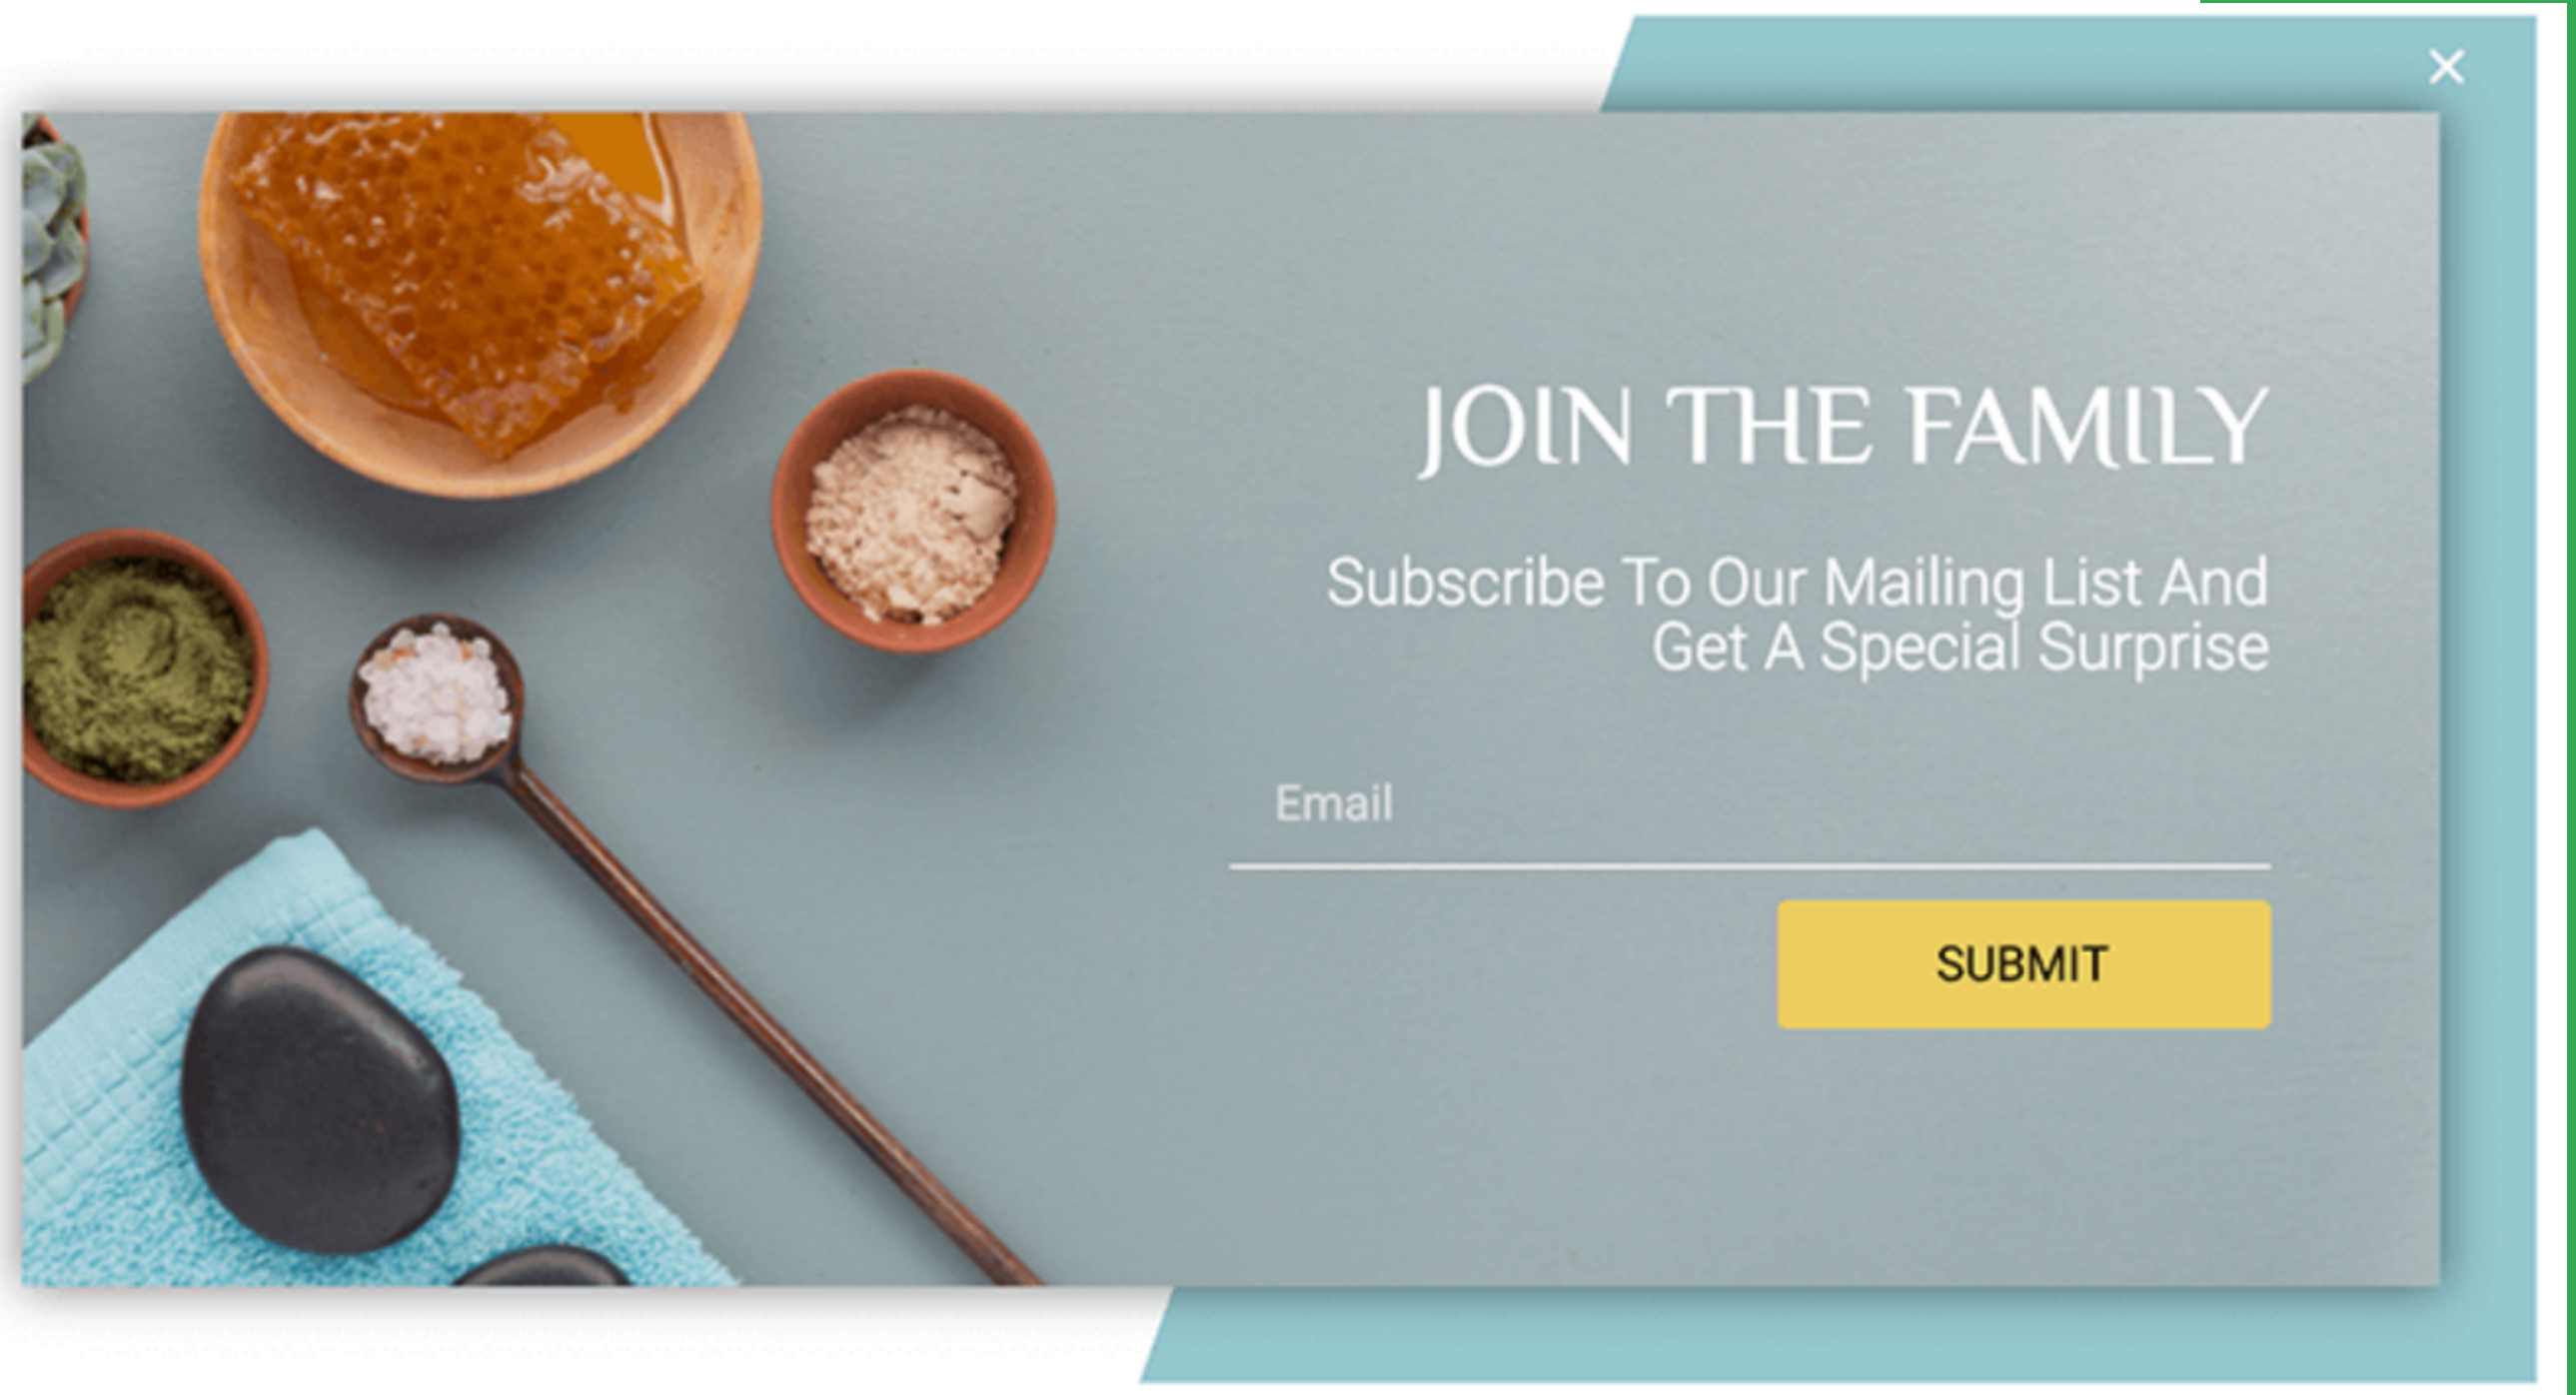 JOIN THE FAMILY
Subscribe To Our Mailing List And
Get A Special Surprise
Email
SUBMIT